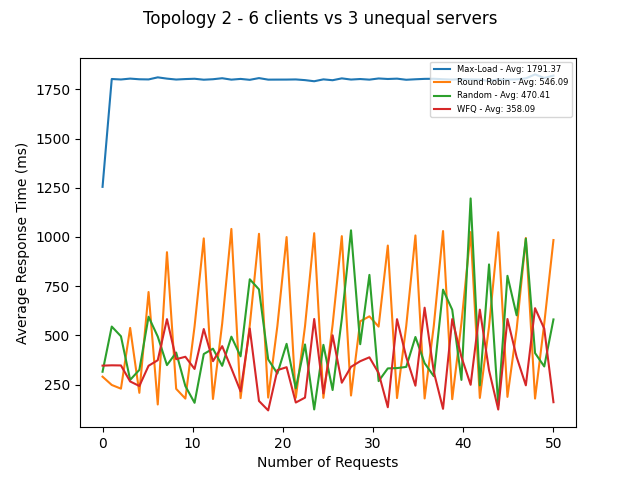 Topology 2 - 6 clients vs 3 unequal servers
Max-Load - Avg: 1791.37
Round Robin - Avg: 546.09
Random - Avg: 470.41
WFQ - Avg: 358.09
Average Response Time (ms)
1750
1500
1250
1000
750
500
250
0
10
20
30
40
50
Number of Requests